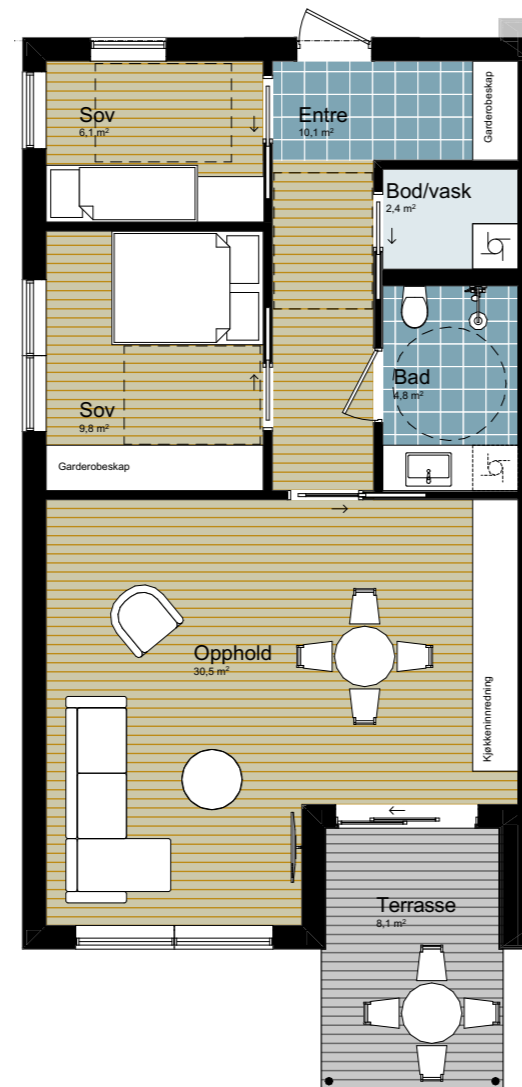 Sov
6,1 m²
Entre
10,1 m²
Garderobeskap
Bod/vask
2,4 m²
Bad
4,8 m²
Sov
9,8 m²
Garderobeskap
Opphold
30,5 m²
Kjøkkeninnredning
Terrasse
8,1 m²